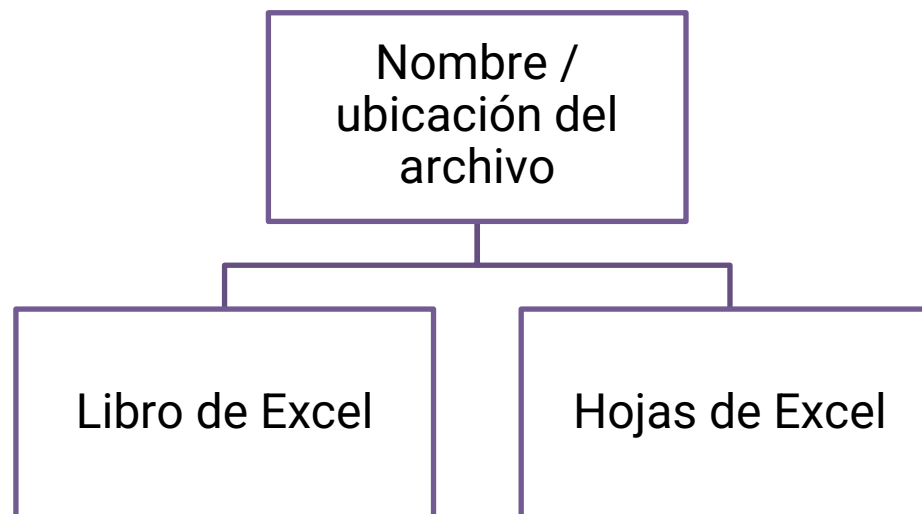 Nombre /
ubicación del
archivo
Libro de Excel
Hojas de Excel